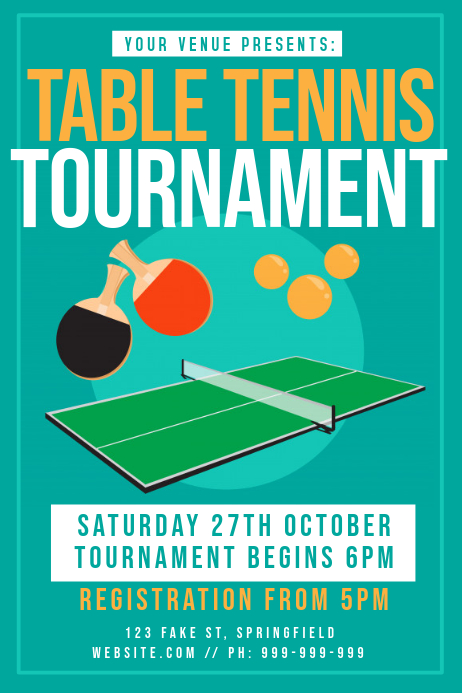 YOUR VENUE PRESENTS:
TABLE TENNIS
TOURNAMENT
SATURDAY 27TH OCTOBER
TOURNAMENT BEGINS 6PM
REGISTRATION FROM 5PM
123 FAKE ST, SPRINGFIELD
WEBSITE.COM // PH: 999-999-999